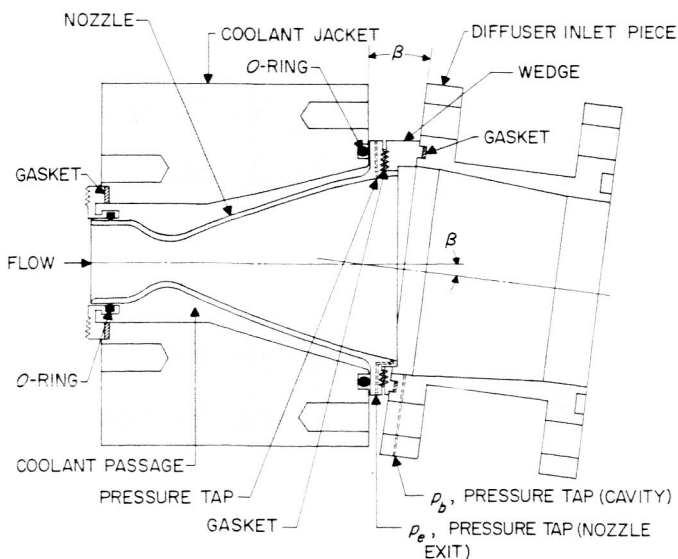 NOZZLE
COOLANT JACKET
β
DIFFUSER INLET PIECE
O-RING
WEDGE
GASKET
GASKET
FLOW
β
O-RING
COOLANT PASSAGE
PRESSURE TAP
GASKET
p_b, PRESSURE TAP (CAVITY)
p_e, PRESSURE TAP (NOZZLE
EXIT)